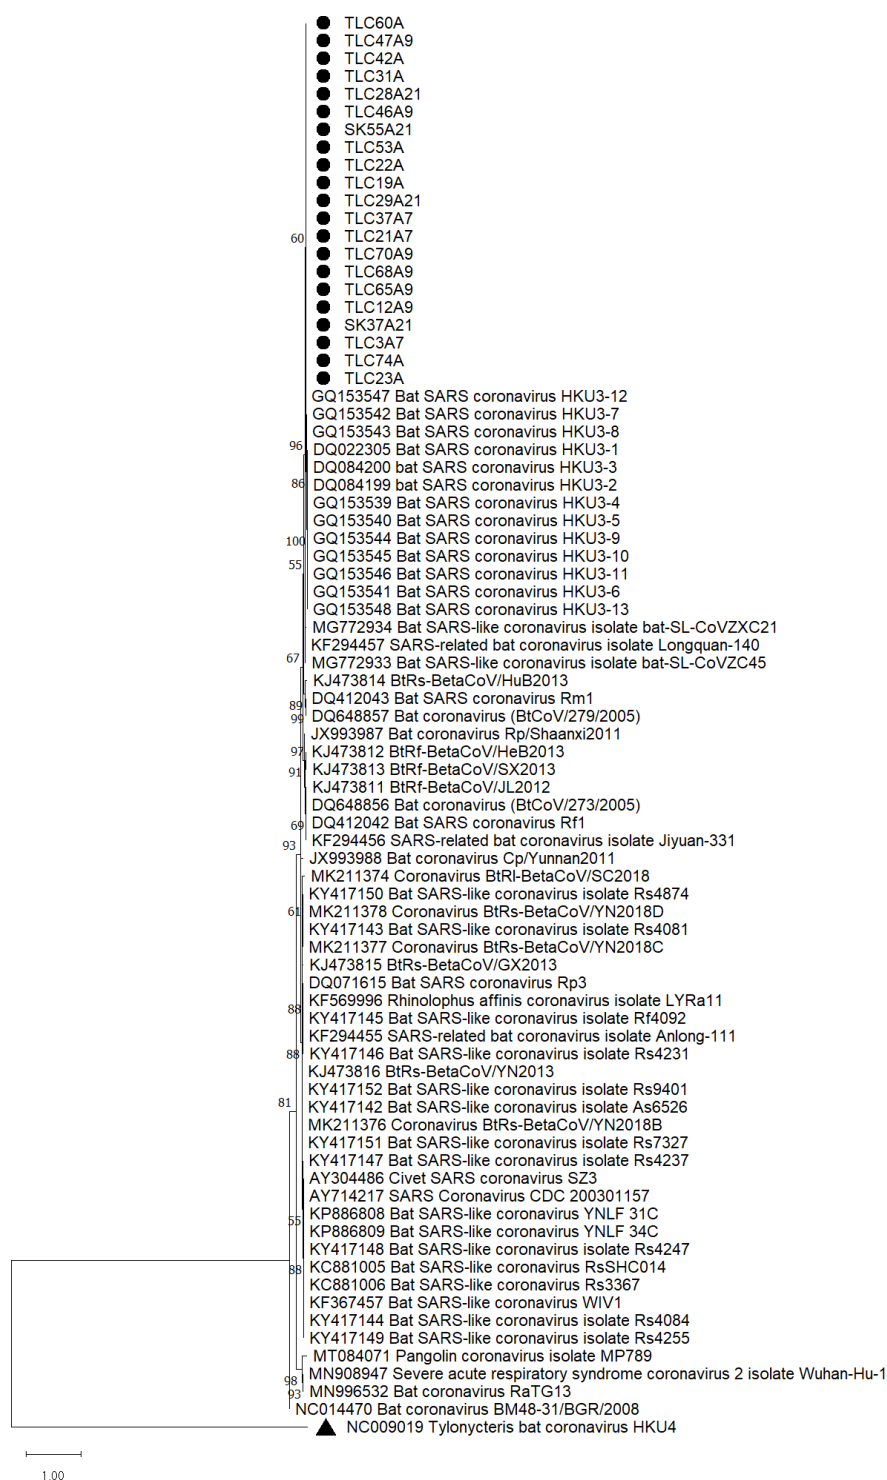 TLC60A
TLC47A9
TLC42A
TLC31A
TLC28A21
TLC46A9
SK55A21
TLC53A
TLC22A
TLC19A
TLC29A21
TLC37A7
TLC21A7
60
TLC70A9
TLC68A9
TLC65A9
TLC12A9
SK37A21
TLC3A7
TLC74A
TLC23A
GQ153547 Bat SARS coronavirus HKU3-12
GQ153542 Bat SARS coronavirus HKU3-7
GQ153543 Bat SARS coronavirus HKU3-8
96
DQ022305 Bat SARS coronavirus HKU3-1
DQ084200 bat SARS coronavirus HKU3-3
86
DQ084199 bat SARS coronavirus HKU3-2
GQ153539 Bat SARS coronavirus HKU3-4
GQ153540 Bat SARS coronavirus HKU3-5
100
GQ153544 Bat SARS coronavirus HKU3-9
GQ153545 Bat SARS coronavirus HKU3-10
55
GQ153546 Bat SARS coronavirus HKU3-11
GQ153541 Bat SARS coronavirus HKU3-6
GQ153548 Bat SARS coronavirus HKU3-13
MG772934 Bat SARS-like coronavirus isolate bat-SL-CoVZXC21
KF294457 SARS-related bat coronavirus isolate Longquan-140
67
MG772933 Bat SARS-like coronavirus isolate bat-SL-CoVZC45
KJ473814 BtRs-BetaCoV/HuB2013
DQ412043 Bat SARS coronavirus Rm1
89
DQ648857 Bat coronavirus (BtCoV/279/2005)
99
JX993987 Bat coronavirus Rp/Shaanxi2011
KJ473812 BtRf-BetaCoV/HeB2013
97
KJ473813 BtRf-BetaCoV/SX2013
91
KJ473811 BtRf-BetaCoV/JL2012
DQ648856 Bat coronavirus (BtCoV/273/2005)
DQ412042 Bat SARS coronavirus Rf1
69
KF294456 SARS-related bat coronavirus isolate Jiyuan-331
93
JX993988 Bat coronavirus Cp/Yunnan2011
MK211374 Coronavirus BtRl-BetaCoV/SC2018
KY417150 Bat SARS-like coronavirus isolate Rs4874
MK211378 Coronavirus BtRs-BetaCoV/YN2018D
61
KY417143 Bat SARS-like coronavirus isolate Rs4081
MK211377 Coronavirus BtRs-BetaCoV/YN2018C
KJ473815 BtRs-BetaCoV/GX2013
DQ071615 Bat SARS coronavirus Rp3
KF569996 Rhinolophus affinis coronavirus isolate LYRa11
88
KY417145 Bat SARS-like coronavirus isolate Rf4092
KF294455 SARS-related bat coronavirus isolate Anlong-111
88
KY417146 Bat SARS-like coronavirus isolate Rs4231
KJ473816 BtRs-BetaCoV/YN2013
KY417152 Bat SARS-like coronavirus isolate Rs9401
81
KY417142 Bat SARS-like coronavirus isolate As6526
MK211376 Coronavirus BtRs-BetaCoV/YN2018B
KY417151 Bat SARS-like coronavirus isolate Rs7327
KY417147 Bat SARS-like coronavirus isolate Rs4237
AY304486 Civet SARS coronavirus SZ3
AY714217 SARS Coronavirus CDC 200301157
KP886808 Bat SARS-like coronavirus YNLF 31C
55
KP886809 Bat SARS-like coronavirus YNLF 34C
KY417148 Bat SARS-like coronavirus isolate Rs4247
KC881005 Bat SARS-like coronavirus RsSHC014
88
KC881006 Bat SARS-like coronavirus Rs3367
KF367457 Bat SARS-like coronavirus WIV1
KY417144 Bat SARS-like coronavirus isolate Rs4084
KY417149 Bat SARS-like coronavirus isolate Rs4255
MT084071 Pangolin coronavirus isolate MP789
MN908947 Severe acute respiratory syndrome coronavirus 2 isolate Wuhan-Hu-1
98
MN996532 Bat coronavirus RaTG13
93
NC014470 Bat coronavirus BM48-31/BGR/2008
NC009019 Tylonycteris bat coronavirus HKU4
1.00